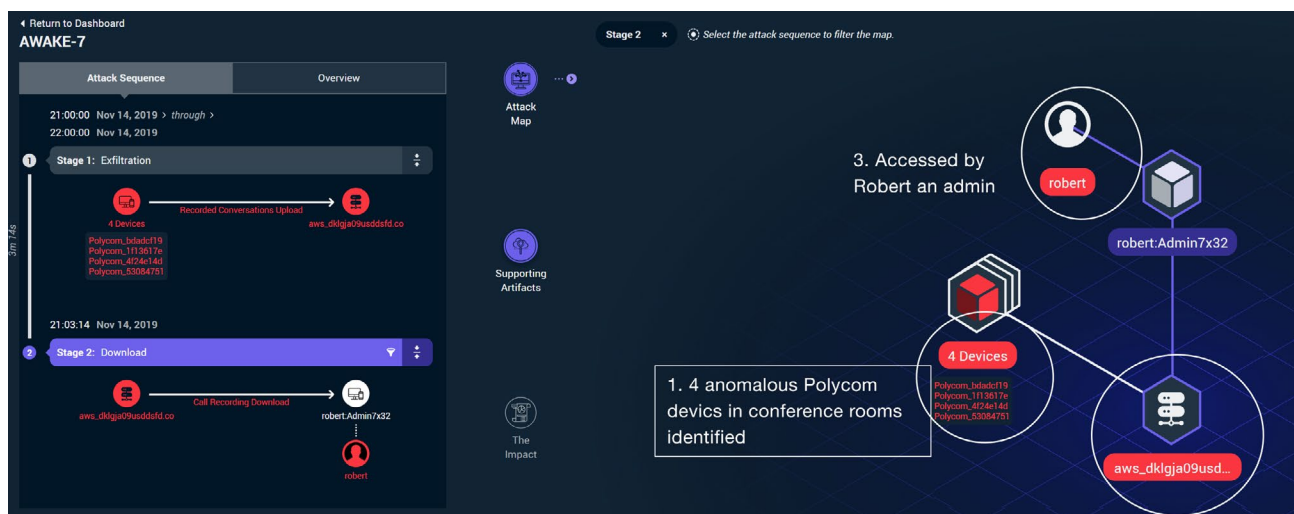 Return to Dashboard
AWAKE-7
Attack Sequence
Overview
21:00:00 Nov 14, 2019 > through >
22:00:00 Nov 14, 2019
1
Stage 1: Exfiltration
Recorded Conversations Upload
4 Devices
aws_dklgja09usddsfd.co
Polycom_bdadcf19
Polycom_1f13617e
Polycom_4f24e14d
Polycom_53084751
3m 14s
21:03:14 Nov 14, 2019
2
Stage 2: Download
Call Recording Download
aws_dklgja09usddsfd.co
robert:Admin7x32
robert
Attack
Map
Supporting
Artifacts
The
Impact
Stage 2 ×
Select the attack sequence to filter the map.
3. Accessed by
Robert an admin
robert
robert:Admin7x32
4 Devices
Polycom_bdadcf19
Polycom_1f13617e
Polycom_4f24e14d
Polycom_53084751
1. 4 anomalous Polycom
devics in conference rooms
identified
aws_dklgja09usd...